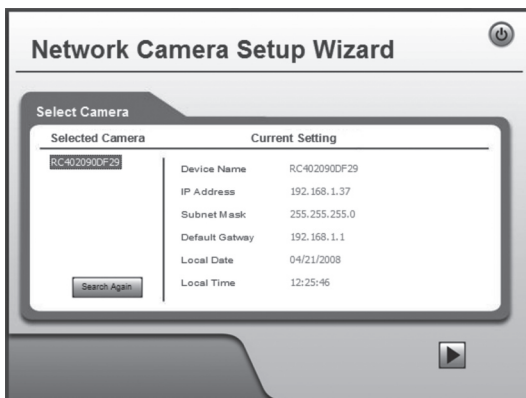 Network Camera Setup Wizard
Select Camera
Selected Camera
Current Setting
RC402090DF29
Device Name RC402090DF29
IP Address 192.168.1.37
Subnet Mask 255.255.255.0
Default Gatway 192.168.1.1
Local Date 04/21/2008
Local Time 12:25:46
Search Again